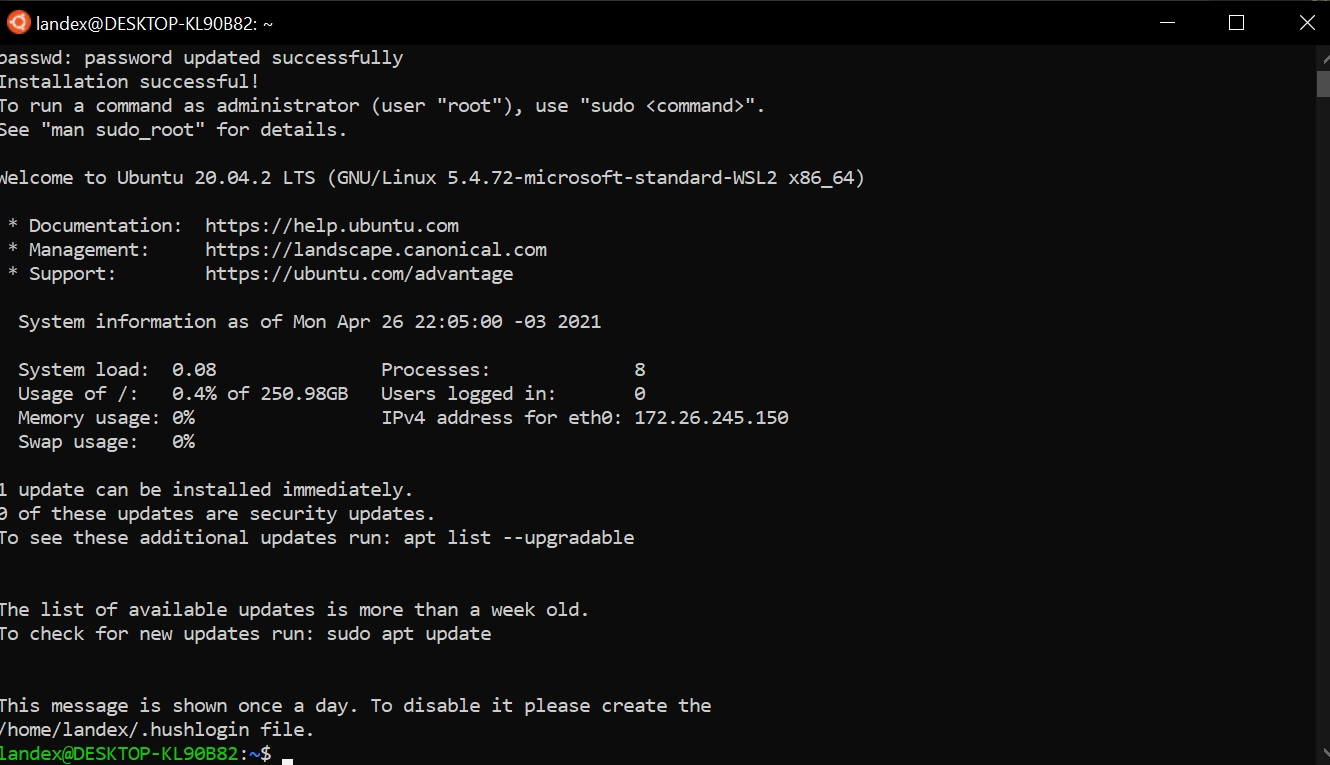 landex@DESKTOP-KL90B82: ~
passwd: password updated successfully
Installation successful!
To run a command as administrator (user "root"), use "sudo <command>".
See "man sudo_root" for details.
Welcome to Ubuntu 20.04.2 LTS (GNU/Linux 5.4.72-microsoft-standard-WSL2 x86_64)
* Documentation:  https://help.ubuntu.com
* Management:     https://landscape.canonical.com
* Support:        https://ubuntu.com/advantage
System information as of Mon Apr 26 22:05:00 -03 2021
System load:  0.08               Processes:             8
Usage of /:   0.4% of 250.98GB   Users logged in:       0
Memory usage: 0%                 IPv4 address for eth0: 172.26.245.150
Swap usage:   0%
1 update can be installed immediately.
0 of these updates are security updates.
To see these additional updates run: apt list --upgradable
The list of available updates is more than a week old.
To check for new updates run: sudo apt update
This message is shown once a day. To disable it please create the
/home/landex/.hushlogin file.
landex@DESKTOP-KL90B82:~$